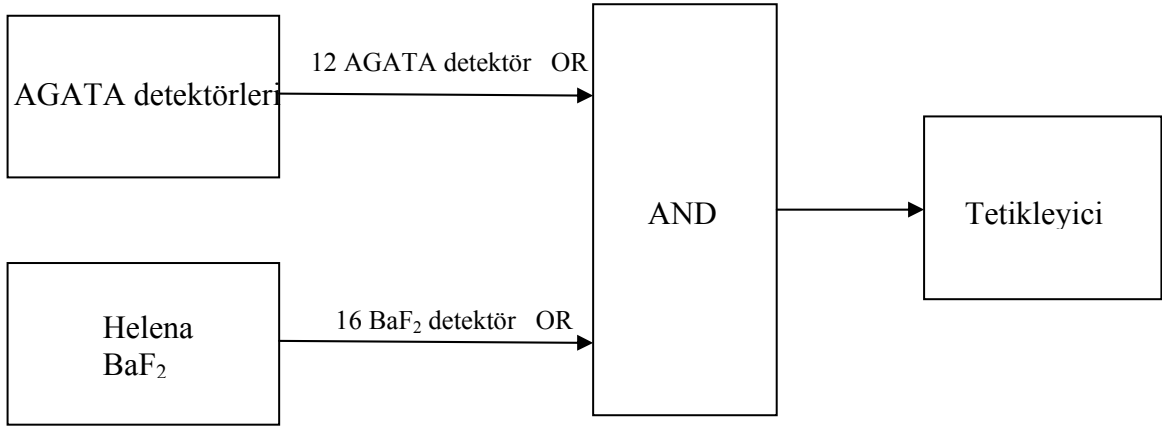 12 AGATA detektör OR
AGATA detektörleri
AND
Tetikleyici
16 BaF₂ detektör OR
Helena
BaF₂